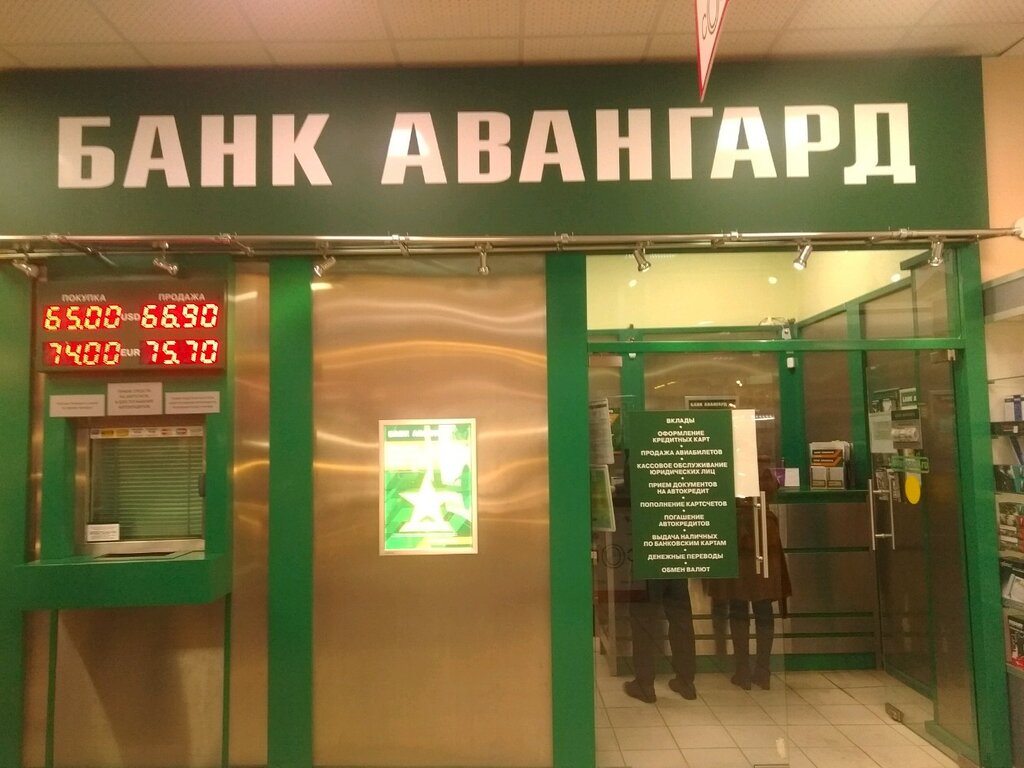 БАНК АВАНГАРД
ПОКУПКА ПРОДАЖА
65.00 USD 66.90
74.00 EUR 75.70
БАНК АВАНГАРД
ВКЛАДЫ
ОФОРМЛЕНИЕ
КРЕДИТНЫХ КАРТ
ПРОДАЖА АВИАБИЛЕТОВ
КАССОВОЕ ОБСЛУЖИВАНИЕ
ЮРИДИЧЕСКИХ ЛИЦ
ПРИЕМ ДОКУМЕНТОВ
НА АВТОКРЕДИТ
ПОПОЛНЕНИЕ КАРТСЧЕТОВ
ПОГАШЕНИЕ
АВТОКРЕДИТОВ
ВЫДАЧА НАЛИЧНЫХ
ПО БАНКОВСКИМ КАРТАМ
ДЕНЕЖНЫЕ ПЕРЕВОДЫ
ОБМЕН ВАЛЮТ